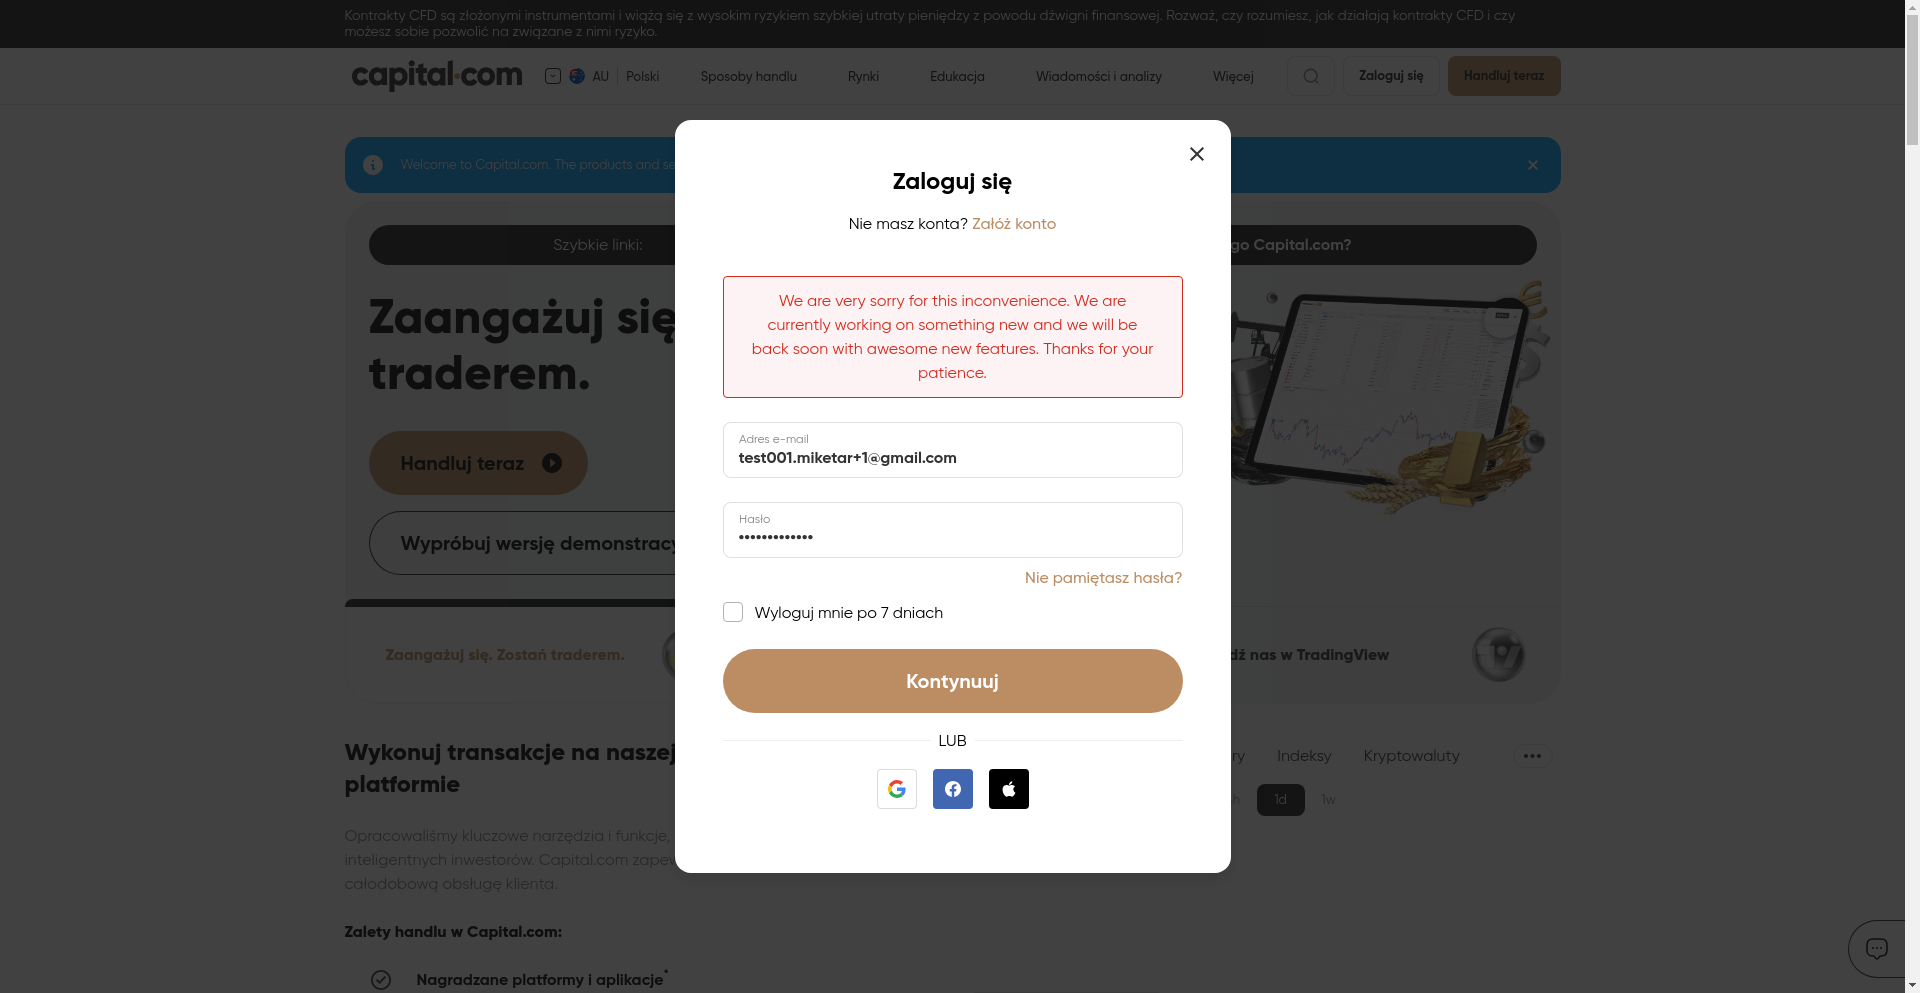 Kontrakty CFD są złożonymi instrumentami i wiążą się z wysokim ryzykiem szybkiej utraty pieniędzy z powodu dźwigni finansowej. Rozważ, czy rozumiesz, jak działają kontrakty CFD i czy
możesz sobie pozwolić na związane z nimi ryzyko.
capital.com
AU
Polski
Sposoby handlu
Rynki
Edukacja
Wiadomości i analizy
Więcej
Zaloguj się
Handluj teraz
Welcome to Capital.com. The products and se
Szybkie linki:
go Capital.com?
Zaangażuj się
traderem.
Handluj teraz
Wypróbuj wersję demonstracy
Zaangażuj się. Zostań traderem.
dź nas w TradingView
Zaloguj się
Nie masz konta? Załóż konto
We are very sorry for this inconvenience. We are
currently working on something new and we will be
back soon with awesome new features. Thanks for your
patience.
Adres e-mail
test001.miketar+1@gmail.com
Hasło
•••••••••••••
Nie pamiętasz hasła?
Wyloguj mnie po 7 dniach
Kontynuuj
LUB
Wykonuj transakcje na naszej
platformie
ry
Indeksy
Kryptowaluty
h
1d
1w
Opracowaliśmy kluczowe narzędzia i funkcje,
inteligentnych inwestorów. Capital.com zapew
całodobową obsługę klienta.
Zalety handlu w Capital.com:
Nagradzane platformy i aplikacje*